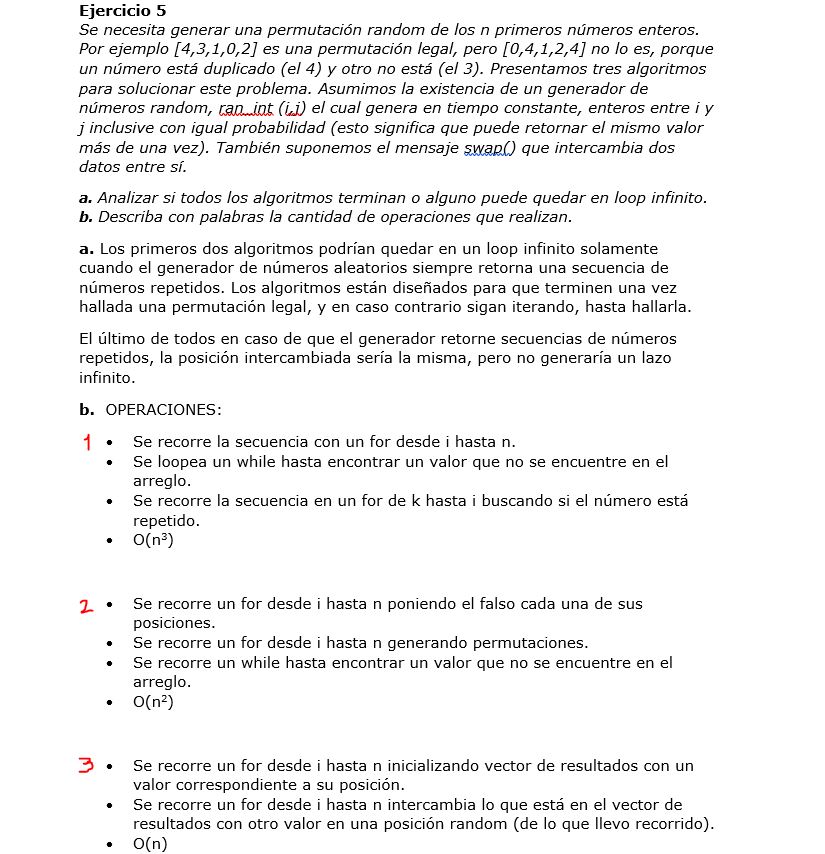 Ejercicio 5
Se necesita generar una permutación random de los n primeros números enteros.
Por ejemplo [4,3,1,0,2] es una permutación legal, pero [0,4,1,2,4] no lo es, porque
un número está duplicado (el 4) y otro no está (el 3). Presentamos tres algoritmos
para solucionar este problema. Asumimos la existencia de un generador de
números random, ran_int (i,j) el cual genera en tiempo constante, enteros entre i y
j inclusive con igual probabilidad (esto significa que puede retornar el mismo valor
más de una vez). También suponemos el mensaje swap() que intercambia dos
datos entre sí.
a. Analizar si todos los algoritmos terminan o alguno puede quedar en loop infinito.
b. Describa con palabras la cantidad de operaciones que realizan.
a. Los primeros dos algoritmos podrían quedar en un loop infinito solamente
cuando el generador de números aleatorios siempre retorna una secuencia de
números repetidos. Los algoritmos están diseñados para que terminen una vez
hallada una permutación legal, y en caso contrario sigan iterando, hasta hallarla.
El último de todos en caso de que el generador retorne secuencias de números
repetidos, la posición intercambiada sería la misma, pero no generaría un lazo
infinito.
b. OPERACIONES:
1 • Se recorre la secuencia con un for desde i hasta n.
• Se loopea un while hasta encontrar un valor que no se encuentre en el
arreglo.
• Se recorre la secuencia en un for de k hasta i buscando si el número está
repetido.
• O(n³)
2 • Se recorre un for desde i hasta n poniendo el falso cada una de sus
posiciones.
• Se recorre un for desde i hasta n generando permutaciones.
• Se recorre un while hasta encontrar un valor que no se encuentre en el
arreglo.
• O(n²)
3 • Se recorre un for desde i hasta n inicializando vector de resultados con un
valor correspondiente a su posición.
• Se recorre un for desde i hasta n intercambia lo que está en el vector de
resultados con otro valor en una posición random (de lo que llevo recorrido).
• O(n)